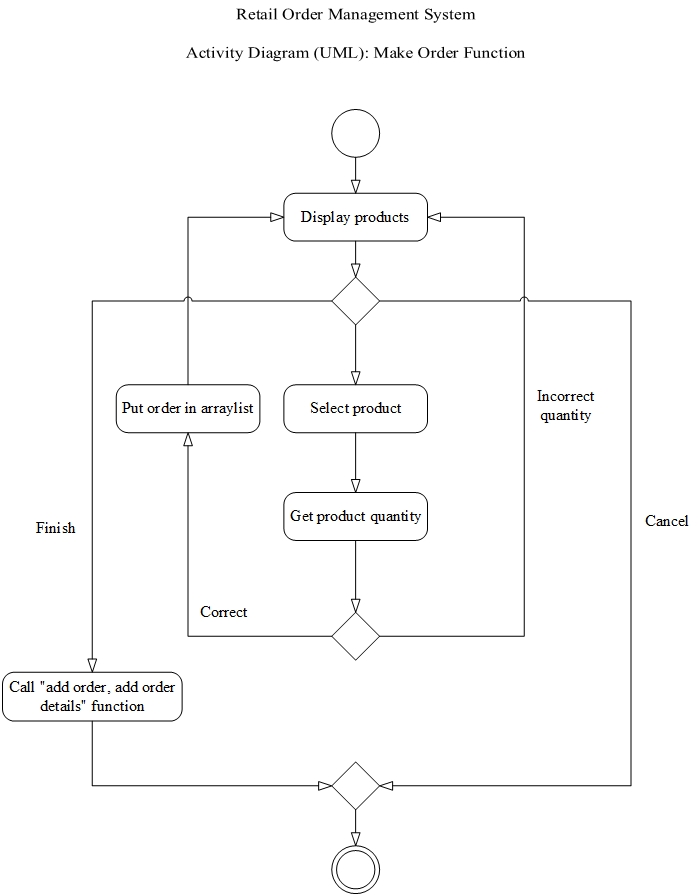 Retail Order Management System
Activity Diagram (UML): Make Order Function
Display products
Put order in arraylist
Select product
Incorrect
quantity
Get product quantity
Finish
Cancel
Correct
Call "add order, add order
details" function